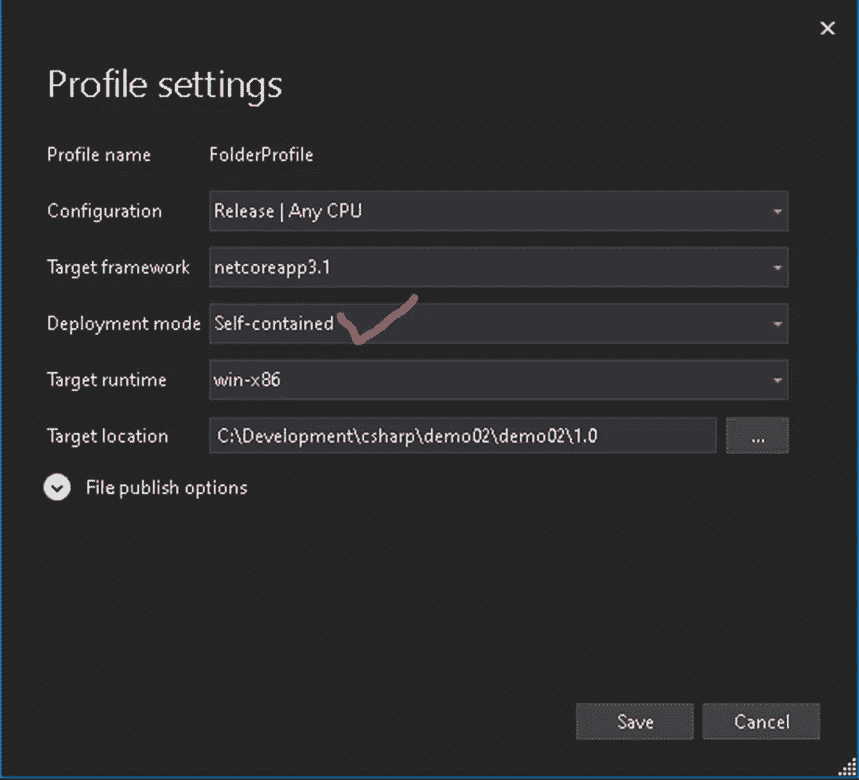 Profile settings
Profile name FolderProfile
Configuration Release | Any CPU
Target framework netcoreapp3.1
Deployment mode Self-contained
Target runtime win-x86
Target location C:\Development\csharp\demo02\demo02\1.0 ...
File publish options
Save Cancel